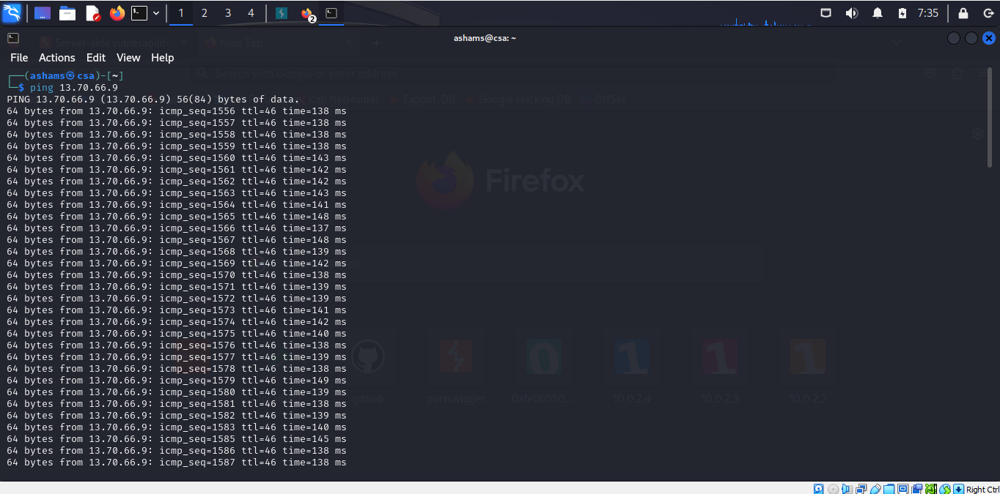 1 2 3 4 2 7:35
Server-side vulnerabiliti New Tab
ashams@csa: ~
File Actions Edit View Help
Search with Google or enter address
┌──(ashams㉿csa)-[~]
└─$ ping 13.70.66.9
Kali NetHunter Exploit-DB Google Hacking DB OffSec
PING 13.70.66.9 (13.70.66.9) 56(84) bytes of data.
64 bytes from 13.70.66.9: icmp_seq=1556 ttl=46 time=138 ms
64 bytes from 13.70.66.9: icmp_seq=1557 ttl=46 time=138 ms
64 bytes from 13.70.66.9: icmp_seq=1558 ttl=46 time=138 ms
64 bytes from 13.70.66.9: icmp_seq=1559 ttl=46 time=138 ms
64 bytes from 13.70.66.9: icmp_seq=1560 ttl=46 time=143 ms
64 bytes from 13.70.66.9: icmp_seq=1561 ttl=46 time=142 ms
64 bytes from 13.70.66.9: icmp_seq=1562 ttl=46 time=142 ms
64 bytes from 13.70.66.9: icmp_seq=1563 ttl=46 time=143 ms
64 bytes from 13.70.66.9: icmp_seq=1564 ttl=46 time=141 ms
64 bytes from 13.70.66.9: icmp_seq=1565 ttl=46 time=148 ms
64 bytes from 13.70.66.9: icmp_seq=1566 ttl=46 time=137 ms
64 bytes from 13.70.66.9: icmp_seq=1567 ttl=46 time=148 ms
64 bytes from 13.70.66.9: icmp_seq=1568 ttl=46 time=139 ms
64 bytes from 13.70.66.9: icmp_seq=1569 ttl=46 time=142 ms
64 bytes from 13.70.66.9: icmp_seq=1570 ttl=46 time=138 ms
64 bytes from 13.70.66.9: icmp_seq=1571 ttl=46 time=139 ms
64 bytes from 13.70.66.9: icmp_seq=1572 ttl=46 time=139 ms
64 bytes from 13.70.66.9: icmp_seq=1573 ttl=46 time=141 ms
64 bytes from 13.70.66.9: icmp_seq=1574 ttl=46 time=142 ms
64 bytes from 13.70.66.9: icmp_seq=1575 ttl=46 time=140 ms
64 bytes from 13.70.66.9: icmp_seq=1576 ttl=46 time=138 ms
64 bytes from 13.70.66.9: icmp_seq=1577 ttl=46 time=139 ms
64 bytes from 13.70.66.9: icmp_seq=1578 ttl=46 time=138 ms
64 bytes from 13.70.66.9: icmp_seq=1579 ttl=46 time=149 ms
64 bytes from 13.70.66.9: icmp_seq=1580 ttl=46 time=139 ms
64 bytes from 13.70.66.9: icmp_seq=1581 ttl=46 time=138 ms
64 bytes from 13.70.66.9: icmp_seq=1582 ttl=46 time=139 ms
64 bytes from 13.70.66.9: icmp_seq=1583 ttl=46 time=140 ms
64 bytes from 13.70.66.9: icmp_seq=1585 ttl=46 time=145 ms
64 bytes from 13.70.66.9: icmp_seq=1586 ttl=46 time=138 ms
64 bytes from 13.70.66.9: icmp_seq=1587 ttl=46 time=138 ms
Firefox
0 1 1 1
github portswigger 0afe00550... 10.0.2.4 10.0.2.3 10.0.2.2
Right Ctrl